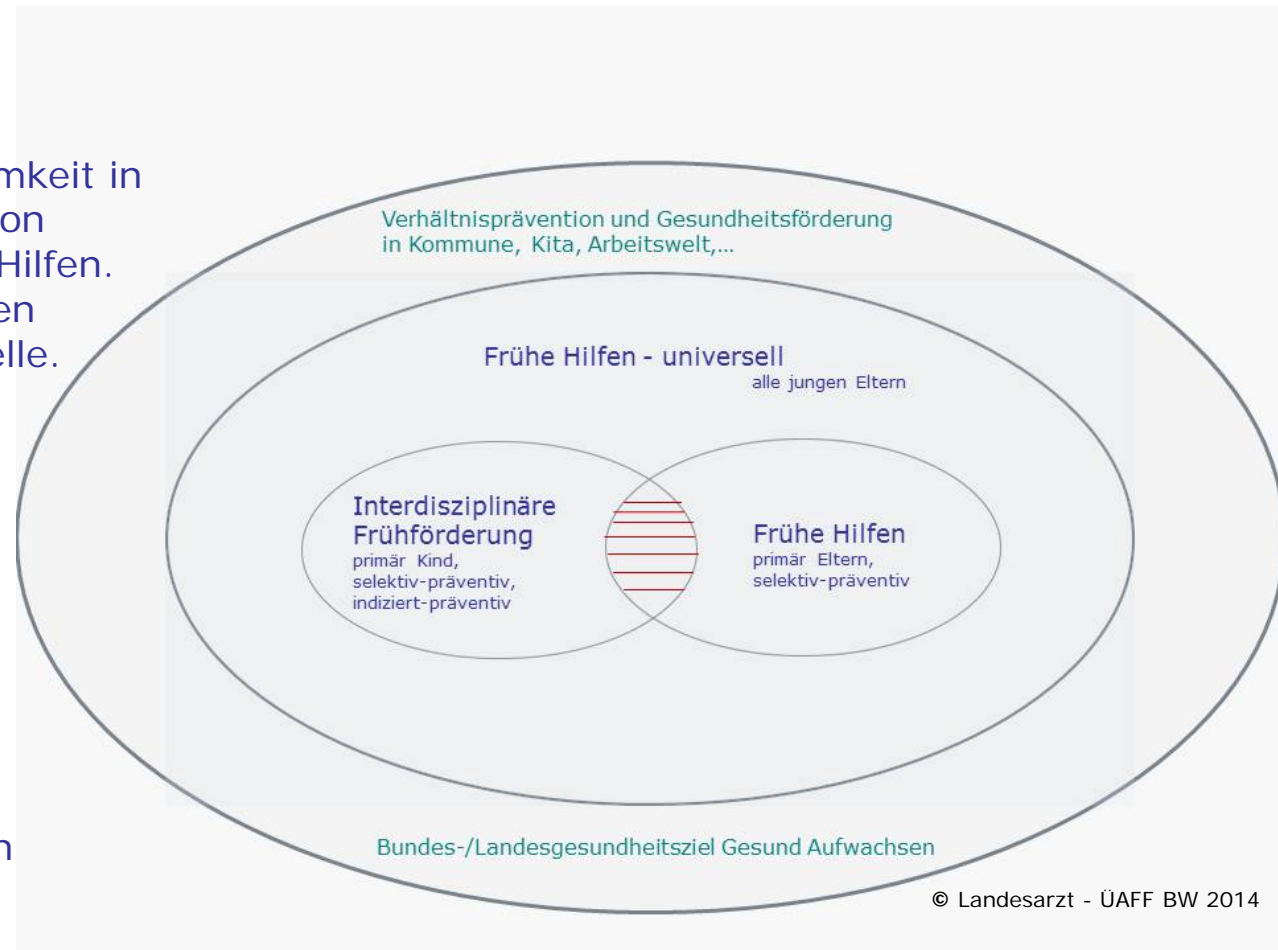 mkeit in
on
Hilfen.
en
elle.
n
Verhältnisprävention und Gesundheitsförderung
in Kommune, Kita, Arbeitswelt,...
Frühe Hilfen - universell
alle jungen Eltern
Interdisziplinäre
Frühförderung
primär Kind,
selektiv-präventiv,
indiziert-präventiv
Frühe Hilfen
primär Eltern,
selektiv-präventiv
Bundes-/Landesgesundheitsziel Gesund Aufwachsen
© Landesarzt - ÜAFF BW 2014